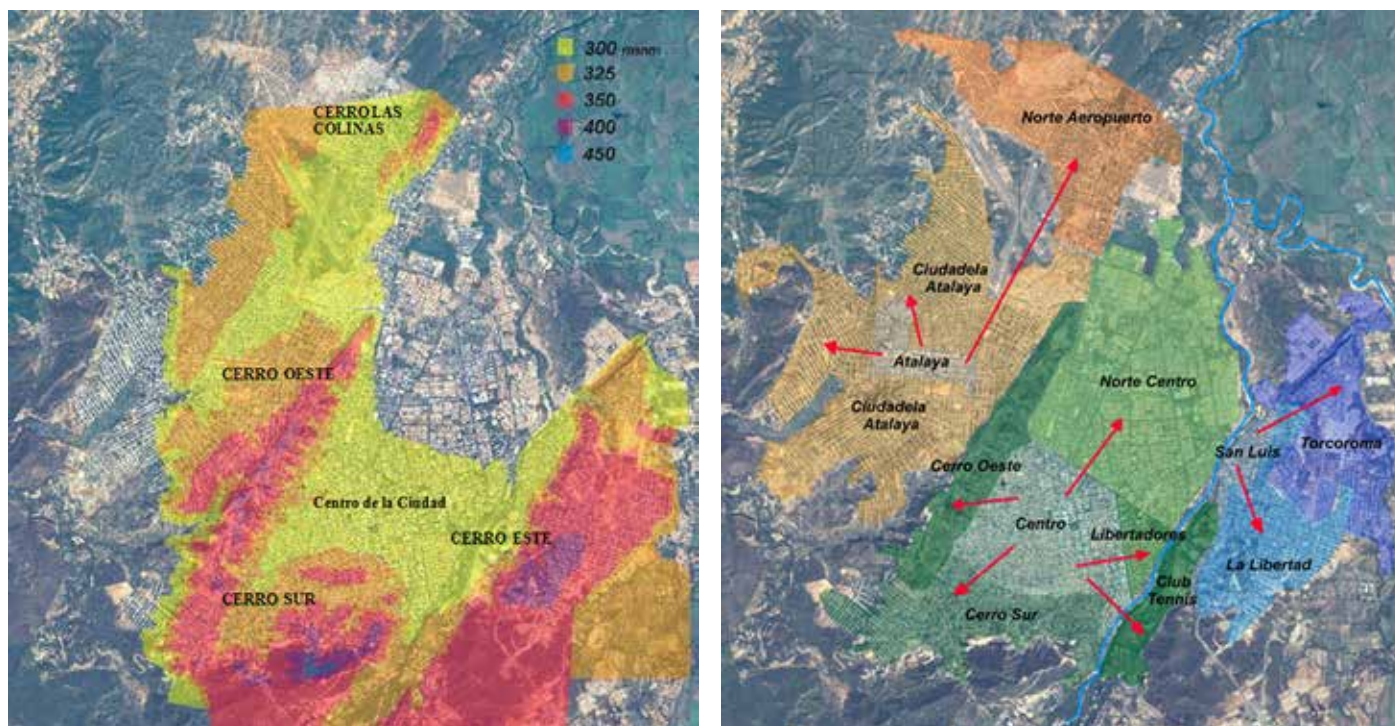 300 msnm
325
350
400
450
CERRO LAS
COLINAS
CERRO OESTE
Centro de la Ciudad
CERRO ESTE
CERRO SUR
Norte Aeropuerto
Ciudadela
Atalaya
Atalaya
Ciudadela
Atalaya
Norte Centro
Cerro Oeste
San Luis
Torcoroma
Centro
Libertadores
La Libertad
Club
Tennis
Cerro Sur